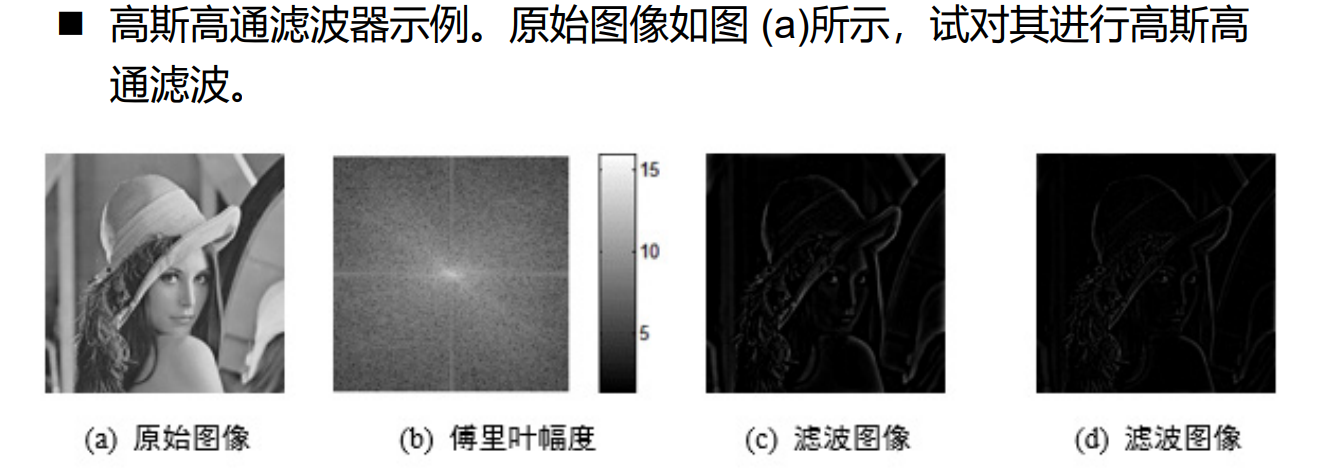 ■ 高斯高通滤波器示例。原始图像如图 (a)所示，试对其进行高斯高
通滤波。
15
10
5
(a) 原始图像
(b) 傅里叶幅度
(c) 滤波图像
(d) 滤波图像